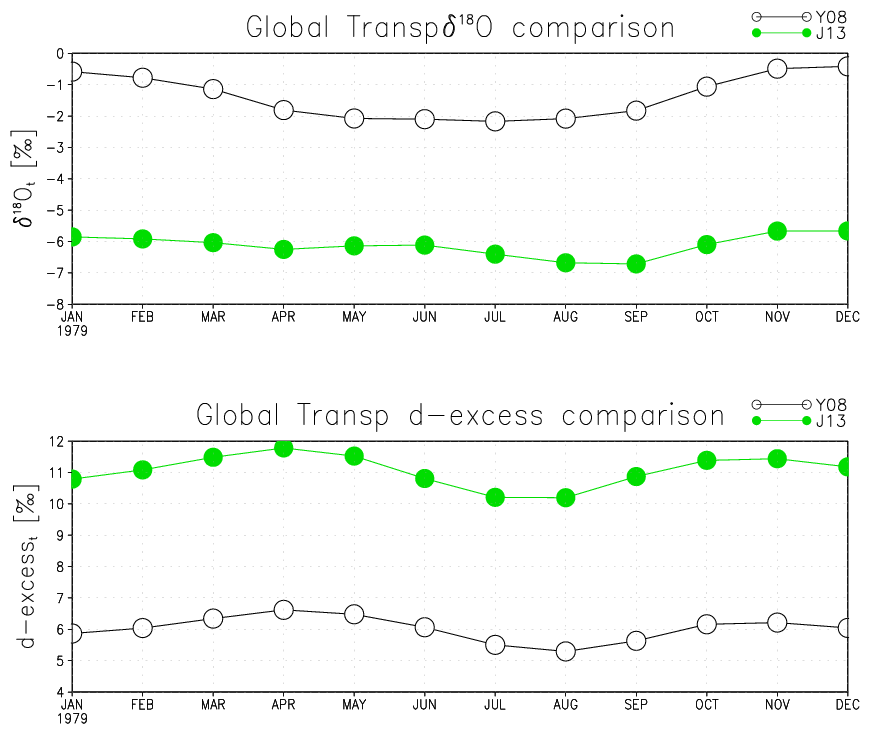 Global Transpδ¹⁸O comparison
Y08
J13
δ¹⁸Oₜ [‰]
0
−1
−2
−3
−4
−5
−6
−7
−8
JAN FEB MAR APR MAY JUN JUL AUG SEP OCT NOV DEC
1979
Global Transp d−excess comparison
Y08
J13
d−excessₜ [‰]
12
11
10
9
8
7
6
5
4
JAN FEB MAR APR MAY JUN JUL AUG SEP OCT NOV DEC
1979